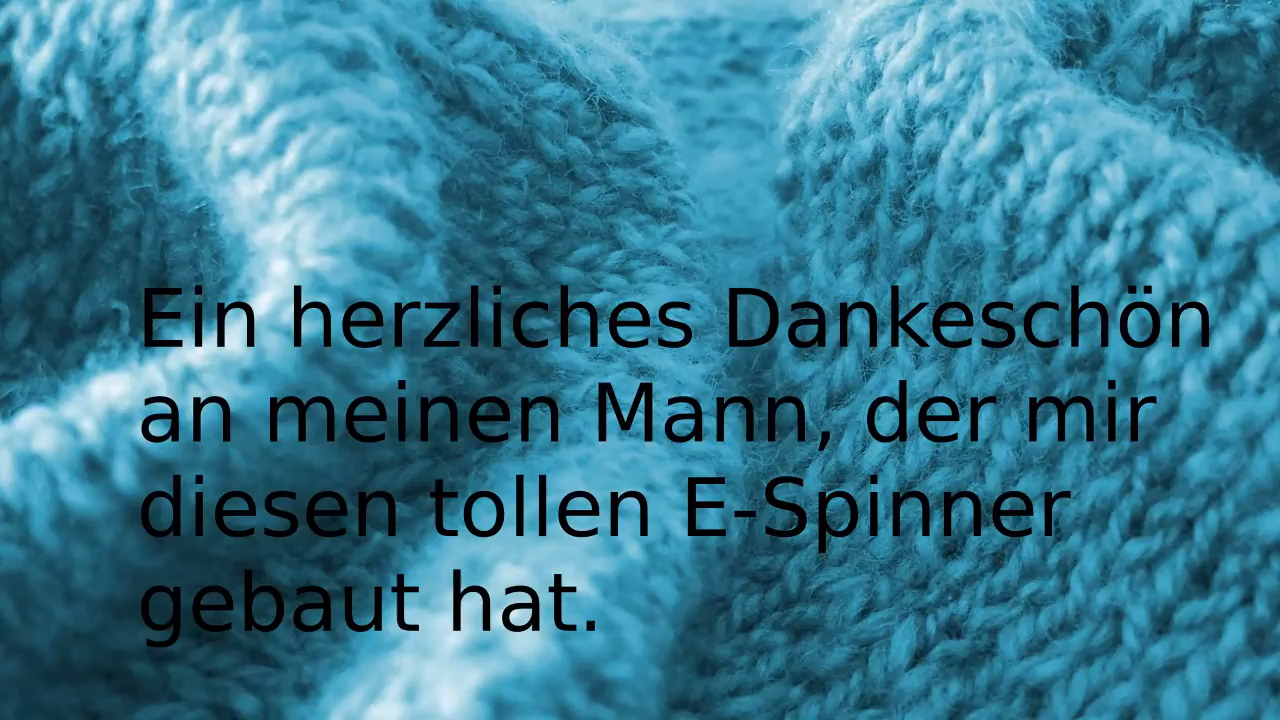 Ein herzliches Dankeschön
an meinen Mann, der mir
diesen tollen E-Spinner
gebaut hat.